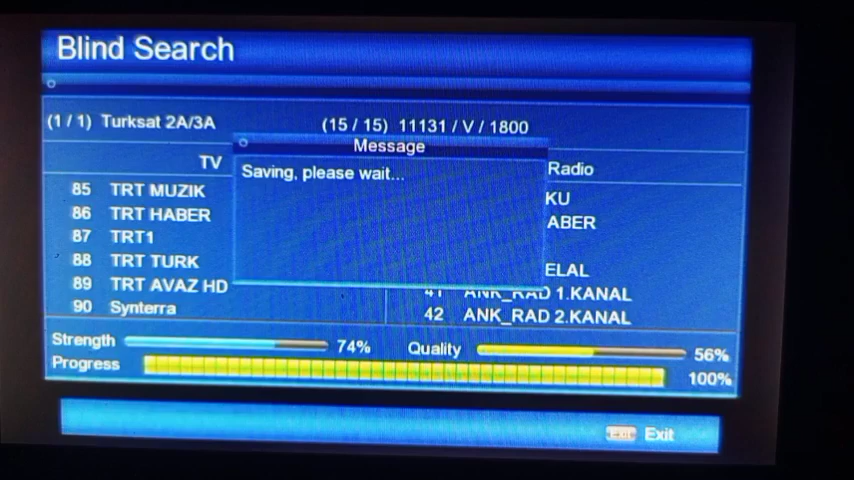 Blind Search
(1 / 1) Turksat 2A/3A (15 / 15) 11131 / V / 1800
Message
TV Radio
Saving, please wait...
85 TRT MUZIK KU
86 TRT HABER ABER
87 TRT1
88 TRT TURK ELAL
89 TRT AVAZ HD 41 ANK_RAD 1.KANAL
90 Synterra 42 ANK_RAD 2.KANAL
Strength 74% Quality 56%
Progress 100%
EXIT Exit